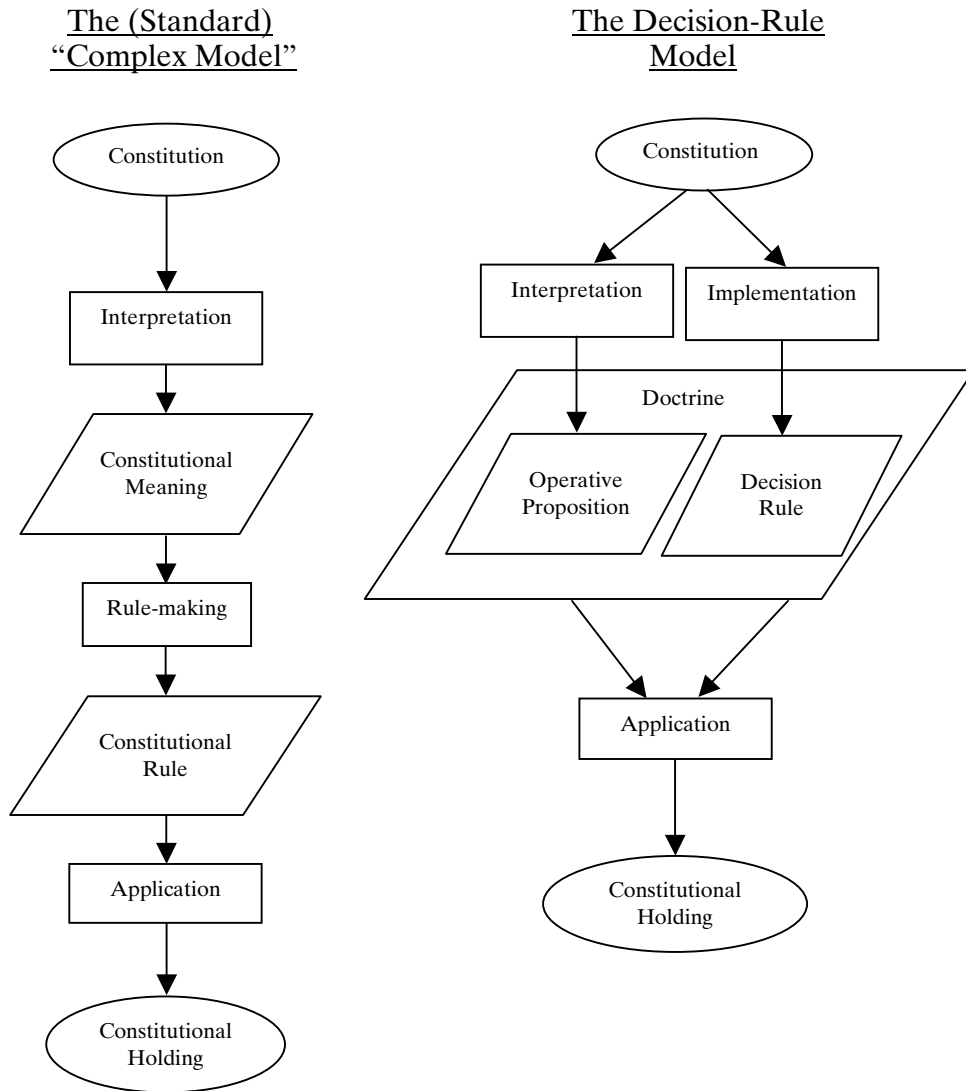 The (Standard)
“Complex Model”
Constitution
Interpretation
Constitutional
Meaning
Rule-making
Constitutional
Rule
Application
Constitutional
Holding
The Decision-Rule
Model
Constitution
Interpretation
Implementation
Doctrine
Operative
Proposition
Decision
Rule
Application
Constitutional
Holding